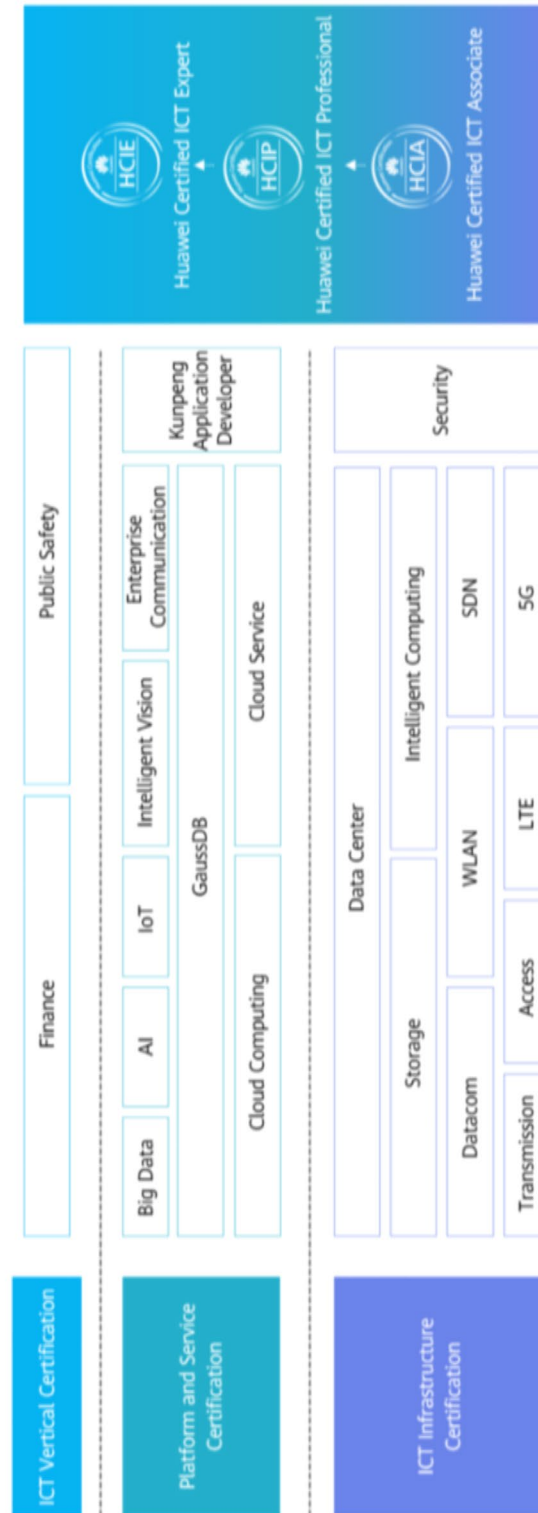 ICT Vertical Certification
Finance
Public Safety
Platform and Service
Certification
Big Data
AI
IoT
Intelligent Vision
Enterprise
Communication
GaussDB
Cloud Computing
Cloud Service
Kunpeng
Application
Developer
ICT Infrastructure
Certification
Data Center
Storage
Intelligent Computing
Datacom
WLAN
SDN
Transmission
Access
LTE
5G
Security
HCIE
Huawei Certified ICT Expert
HCIP
Huawei Certified ICT Professional
HCIA
Huawei Certified ICT Associate